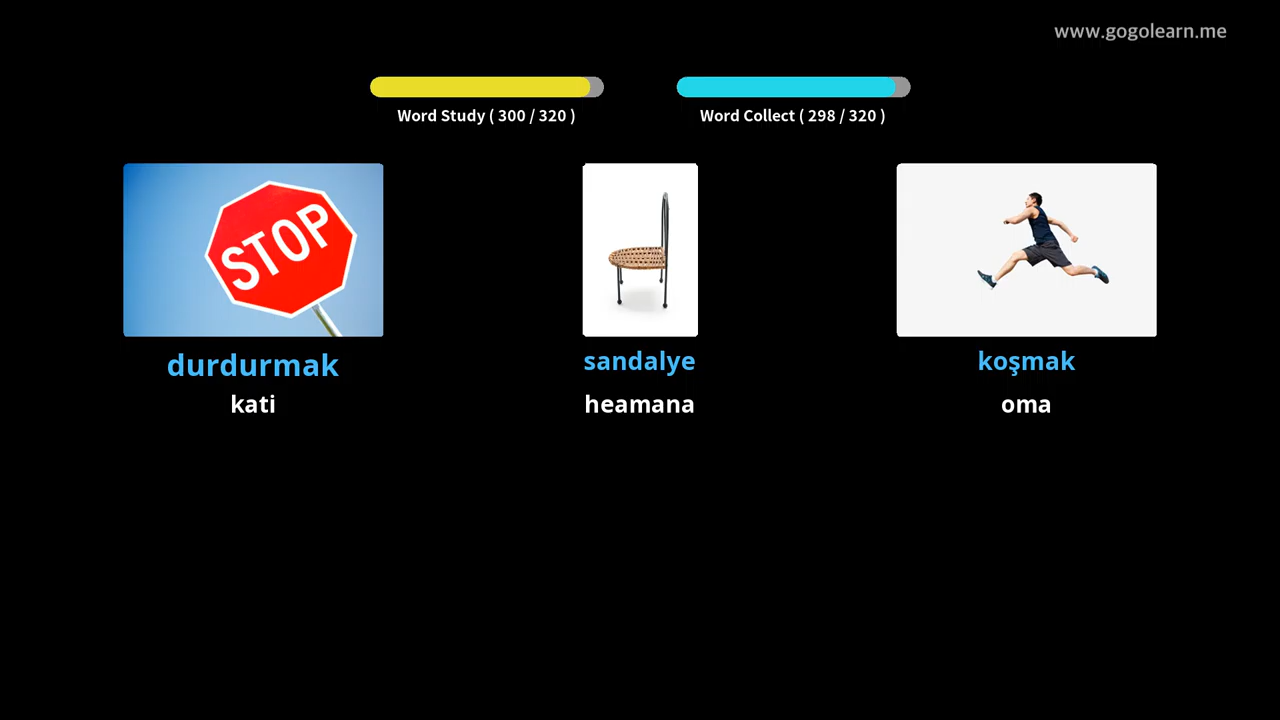 www.gogolearn.me
Word Study ( 300 / 320 )
Word Collect ( 298 / 320 )
STOP
durdurmak
sandalye
koşmak
kati
heamana
oma